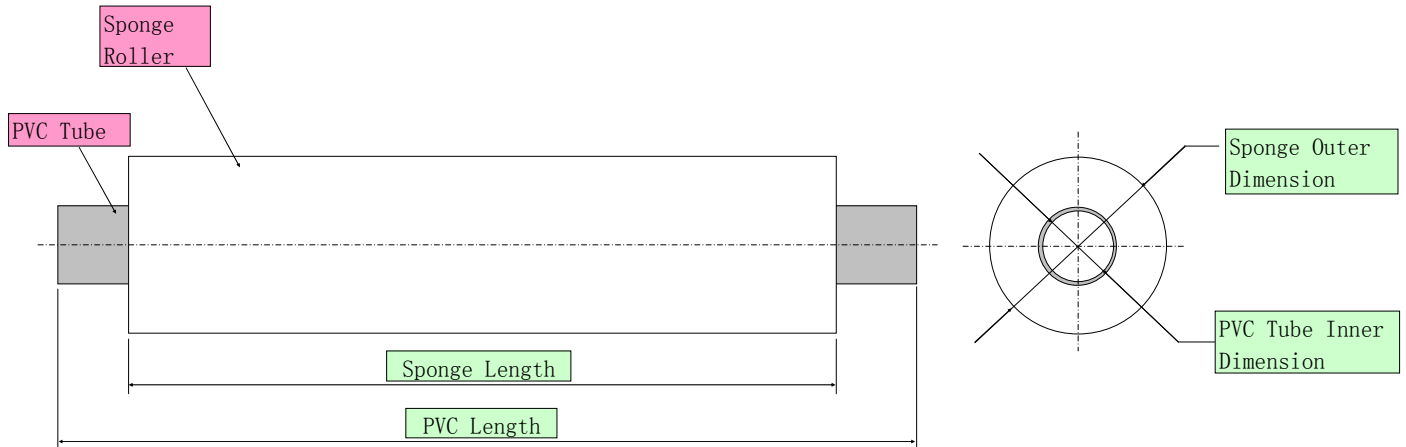 Sponge
Roller
PVC Tube
Sponge Outer
Dimension
PVC Tube Inner
Dimension
Sponge Length
PVC Length